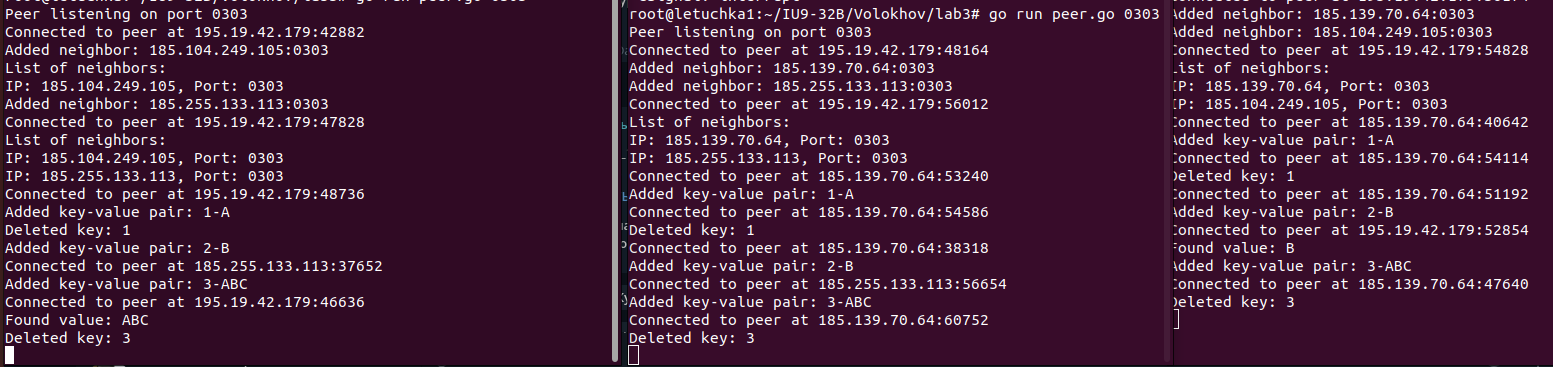 Peer listening on port 0303
Connected to peer at 195.19.42.179:42882
Added neighbor: 185.104.249.105:0303
List of neighbors:
IP: 185.104.249.105, Port: 0303
Added neighbor: 185.255.133.113:0303
Connected to peer at 195.19.42.179:47828
List of neighbors:
IP: 185.104.249.105, Port: 0303
IP: 185.255.133.113, Port: 0303
Connected to peer at 195.19.42.179:48736
Added key-value pair: 1-A
Deleted key: 1
Added key-value pair: 2-B
Connected to peer at 185.255.133.113:37652
Added key-value pair: 3-ABC
Connected to peer at 195.19.42.179:46636
Found value: ABC
Deleted key: 3
root@letuchka1:~/IU9-32B/Volokhov/lab3# go run peer.go 0303
Peer listening on port 0303
Connected to peer at 195.19.42.179:48164
Added neighbor: 185.139.70.64:0303
Added neighbor: 185.255.133.113:0303
Connected to peer at 195.19.42.179:56012
List of neighbors:
IP: 185.139.70.64, Port: 0303
IP: 185.255.133.113, Port: 0303
Connected to peer at 185.139.70.64:53240
Added key-value pair: 1-A
Connected to peer at 185.139.70.64:54586
Deleted key: 1
Connected to peer at 185.139.70.64:38318
Added key-value pair: 2-B
Connected to peer at 185.255.133.113:56654
Added key-value pair: 3-ABC
Connected to peer at 185.139.70.64:60752
Deleted key: 3
Added neighbor: 185.139.70.64:0303
Added neighbor: 185.104.249.105:0303
Connected to peer at 195.19.42.179:54828
List of neighbors:
IP: 185.139.70.64, Port: 0303
IP: 185.104.249.105, Port: 0303
Connected to peer at 185.139.70.64:40642
Added key-value pair: 1-A
Connected to peer at 185.139.70.64:54114
Deleted key: 1
Connected to peer at 185.139.70.64:51192
Added key-value pair: 2-B
Connected to peer at 195.19.42.179:52854
Found value: B
Added key-value pair: 3-ABC
Connected to peer at 185.139.70.64:47640
Deleted key: 3